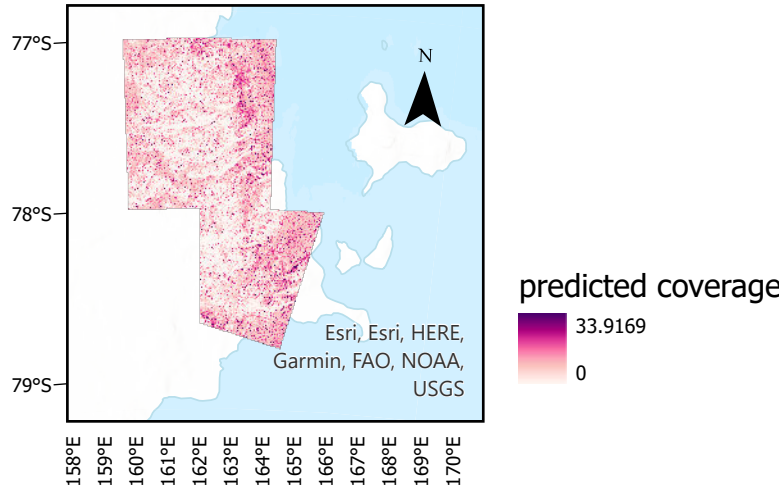 77°S
N
78°S
predicted coverage
33.9169
0
Esri, Esri, HERE,
Garmin, FAO, NOAA,
USGS
79°S
158°E
159°E
160°E
161°E
162°E
163°E
164°E
165°E
166°E
167°E
168°E
169°E
170°E